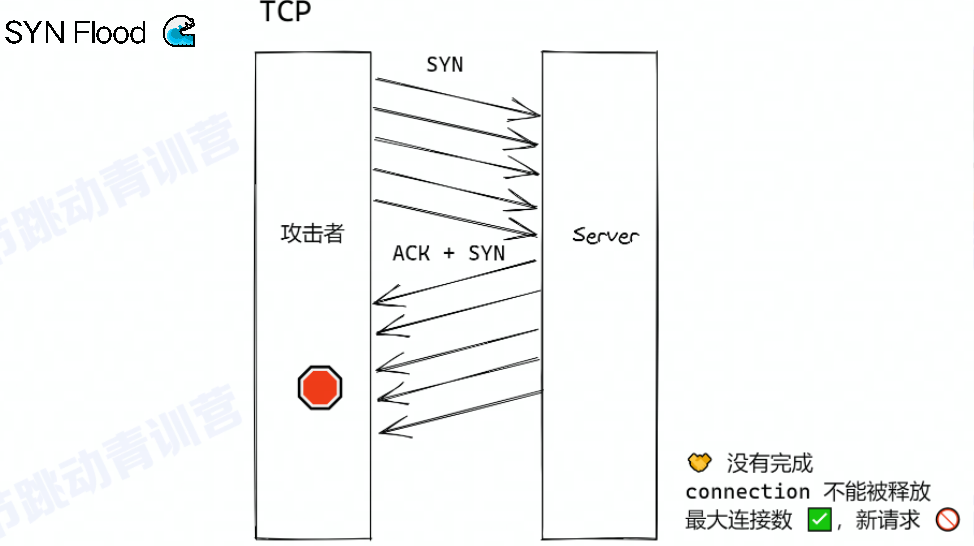 TCP
SYN Flood 🌊
SYN
攻击者
Server
ACK + SYN
🤝 没有完成
connection 不能被释放
最大连接数 ✅, 新请求 🚫
节跳动青训营
节跳动青训营